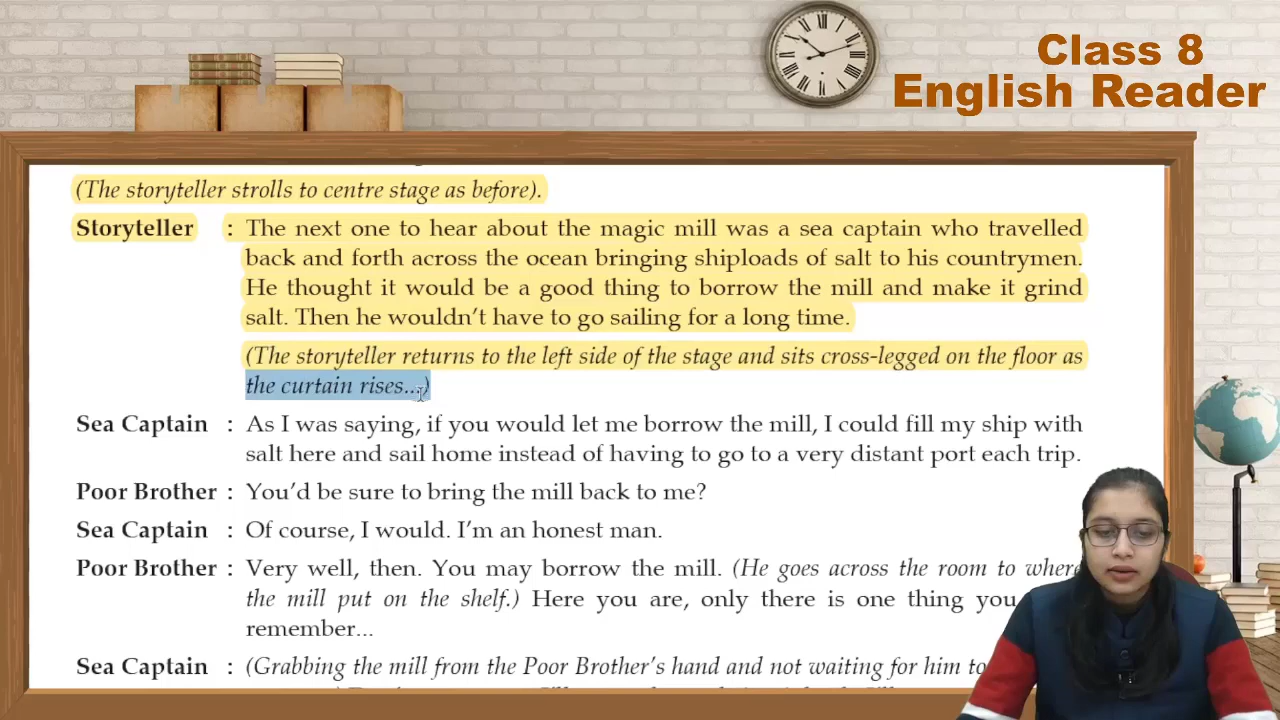 Class 8
English Reader
(The storyteller strolls to centre stage as before).
Storyteller : The next one to hear about the magic mill was a sea captain who travelled
back and forth across the ocean bringing shiploads of salt to his countrymen.
He thought it would be a good thing to borrow the mill and make it grind
salt. Then he wouldn't have to go sailing for a long time.
(The storyteller returns to the left side of the stage and sits cross-legged on the floor as
the curtain rises...)
Sea Captain : As I was saying, if you would let me borrow the mill, I could fill my ship with
salt here and sail home instead of having to go to a very distant port each trip.
Poor Brother : You'd be sure to bring the mill back to me?
Sea Captain : Of course, I would. I'm an honest man.
Poor Brother : Very well, then. You may borrow the mill. (He goes across the room to where
the mill put on the shelf.) Here you are, only there is one thing you
remember...
Sea Captain : (Grabbing the mill from the Poor Brother's hand and not waiting for him to